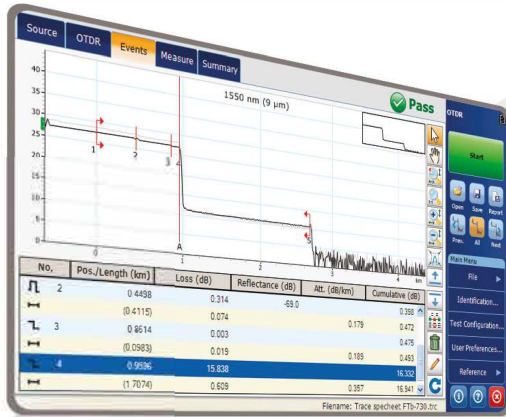 Source OTDR Events Measure Summary
1550 nm (9 µm)
Pass
OTDR
40
35
30
25
20
15
10
5
0
1 2 3 4 5
A
0 1 2 3 4 km
Start
Open Save Report
Prev. All Next
Main Menu
File
Identification...
Test Configuration...
User Preferences...
Reference
No. Pos./Length (km) Loss (dB) Reflectance (dB) Att. (dB/km) Cumulative (dB)
2 0.4498 0.314 -69.0 0.398
(0.4115) 0.074 0.179 0.472
3 0.8614 0.003 0.475
(0.0983) 0.019 0.189 0.493
4 0.9596 15.838 16.332
(1.7074) 0.609 0.357 16.941
Filename: Trace specheet FTb-730.trc